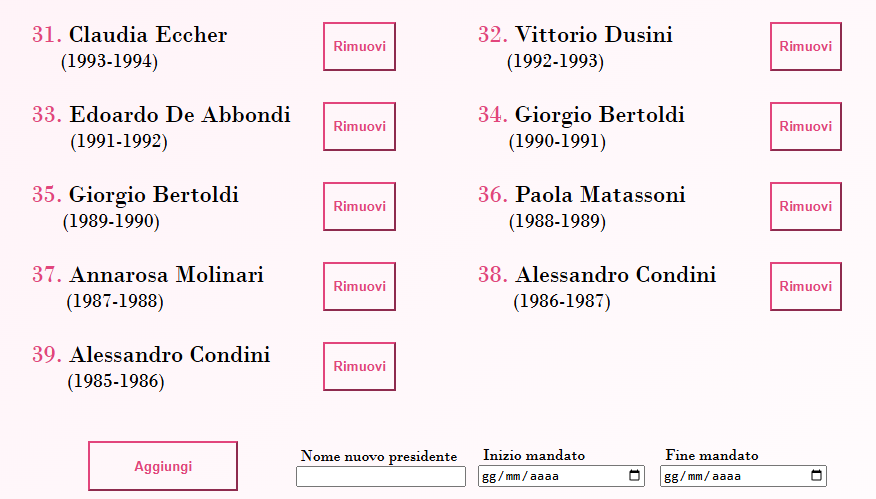 31. Claudia Eccher
(1993-1994)
Rimuovi
32. Vittorio Dusini
(1992-1993)
Rimuovi
33. Edoardo De Abbondi
(1991-1992)
Rimuovi
34. Giorgio Bertoldi
(1990-1991)
Rimuovi
35. Giorgio Bertoldi
(1989-1990)
Rimuovi
36. Paola Matassoni
(1988-1989)
Rimuovi
37. Annarosa Molinari
(1987-1988)
Rimuovi
38. Alessandro Condini
(1986-1987)
Rimuovi
39. Alessandro Condini
(1985-1986)
Rimuovi
Aggiungi
Nome nuovo presidente
Inizio mandato
gg/mm/aaaa
Fine mandato
gg/mm/aaaa